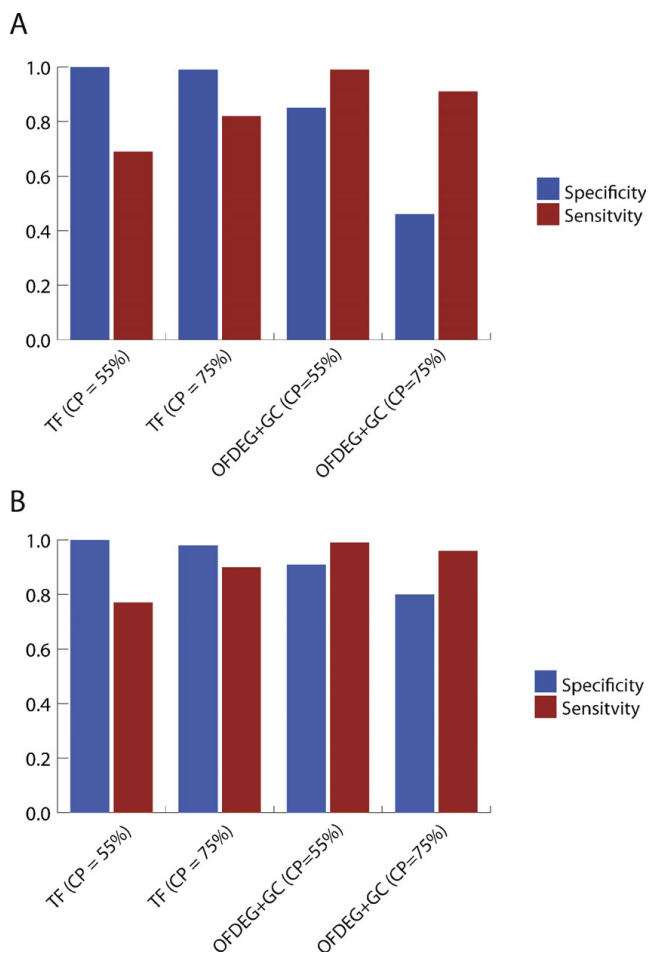 A
1.0
0.8
0.6
0.4
0.2
0.0
TF (CP = 55%)
TF (CP = 75%)
OFDEG+GC (CP=55%)
OFDEG+GC (CP=75%)
Specificity
Sensitvity
B
1.0
0.8
0.6
0.4
0.2
0.0
TF (CP = 55%)
TF (CP = 75%)
OFDEG+GC (CP=55%)
OFDEG+GC (CP=75%)
Specificity
Sensitvity